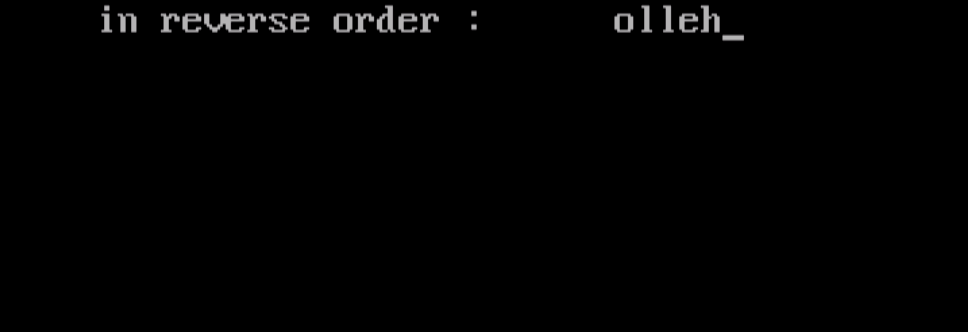 in reverse order :     olleh_